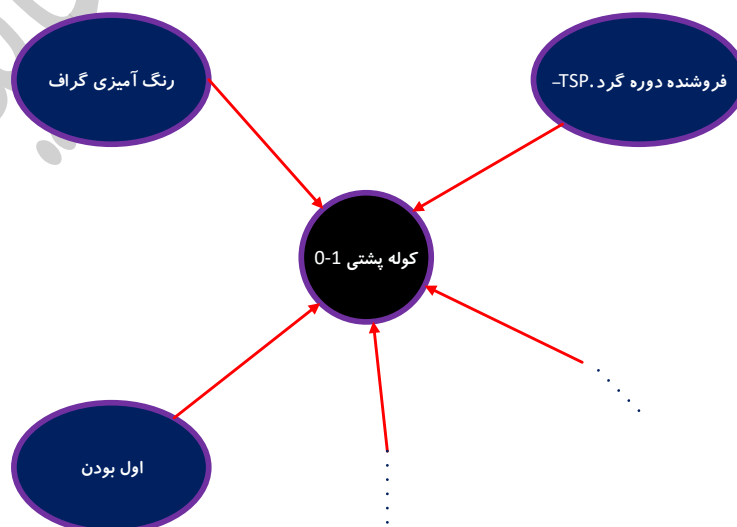 رنگ آمیزی گراف
فروشنده دوره گرد .TSP–
کوله پشتی 1-0
اول بودن